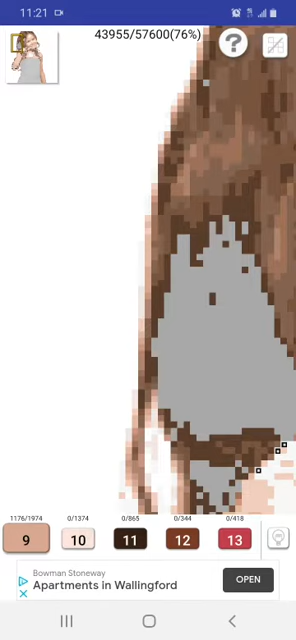 11:21
43955/57600(76%)
?
1176/1974 0/1374 0/865 0/344 0/418
9 10 11 12 13
Bowman Stoneway
Apartments in Wallingford
OPEN